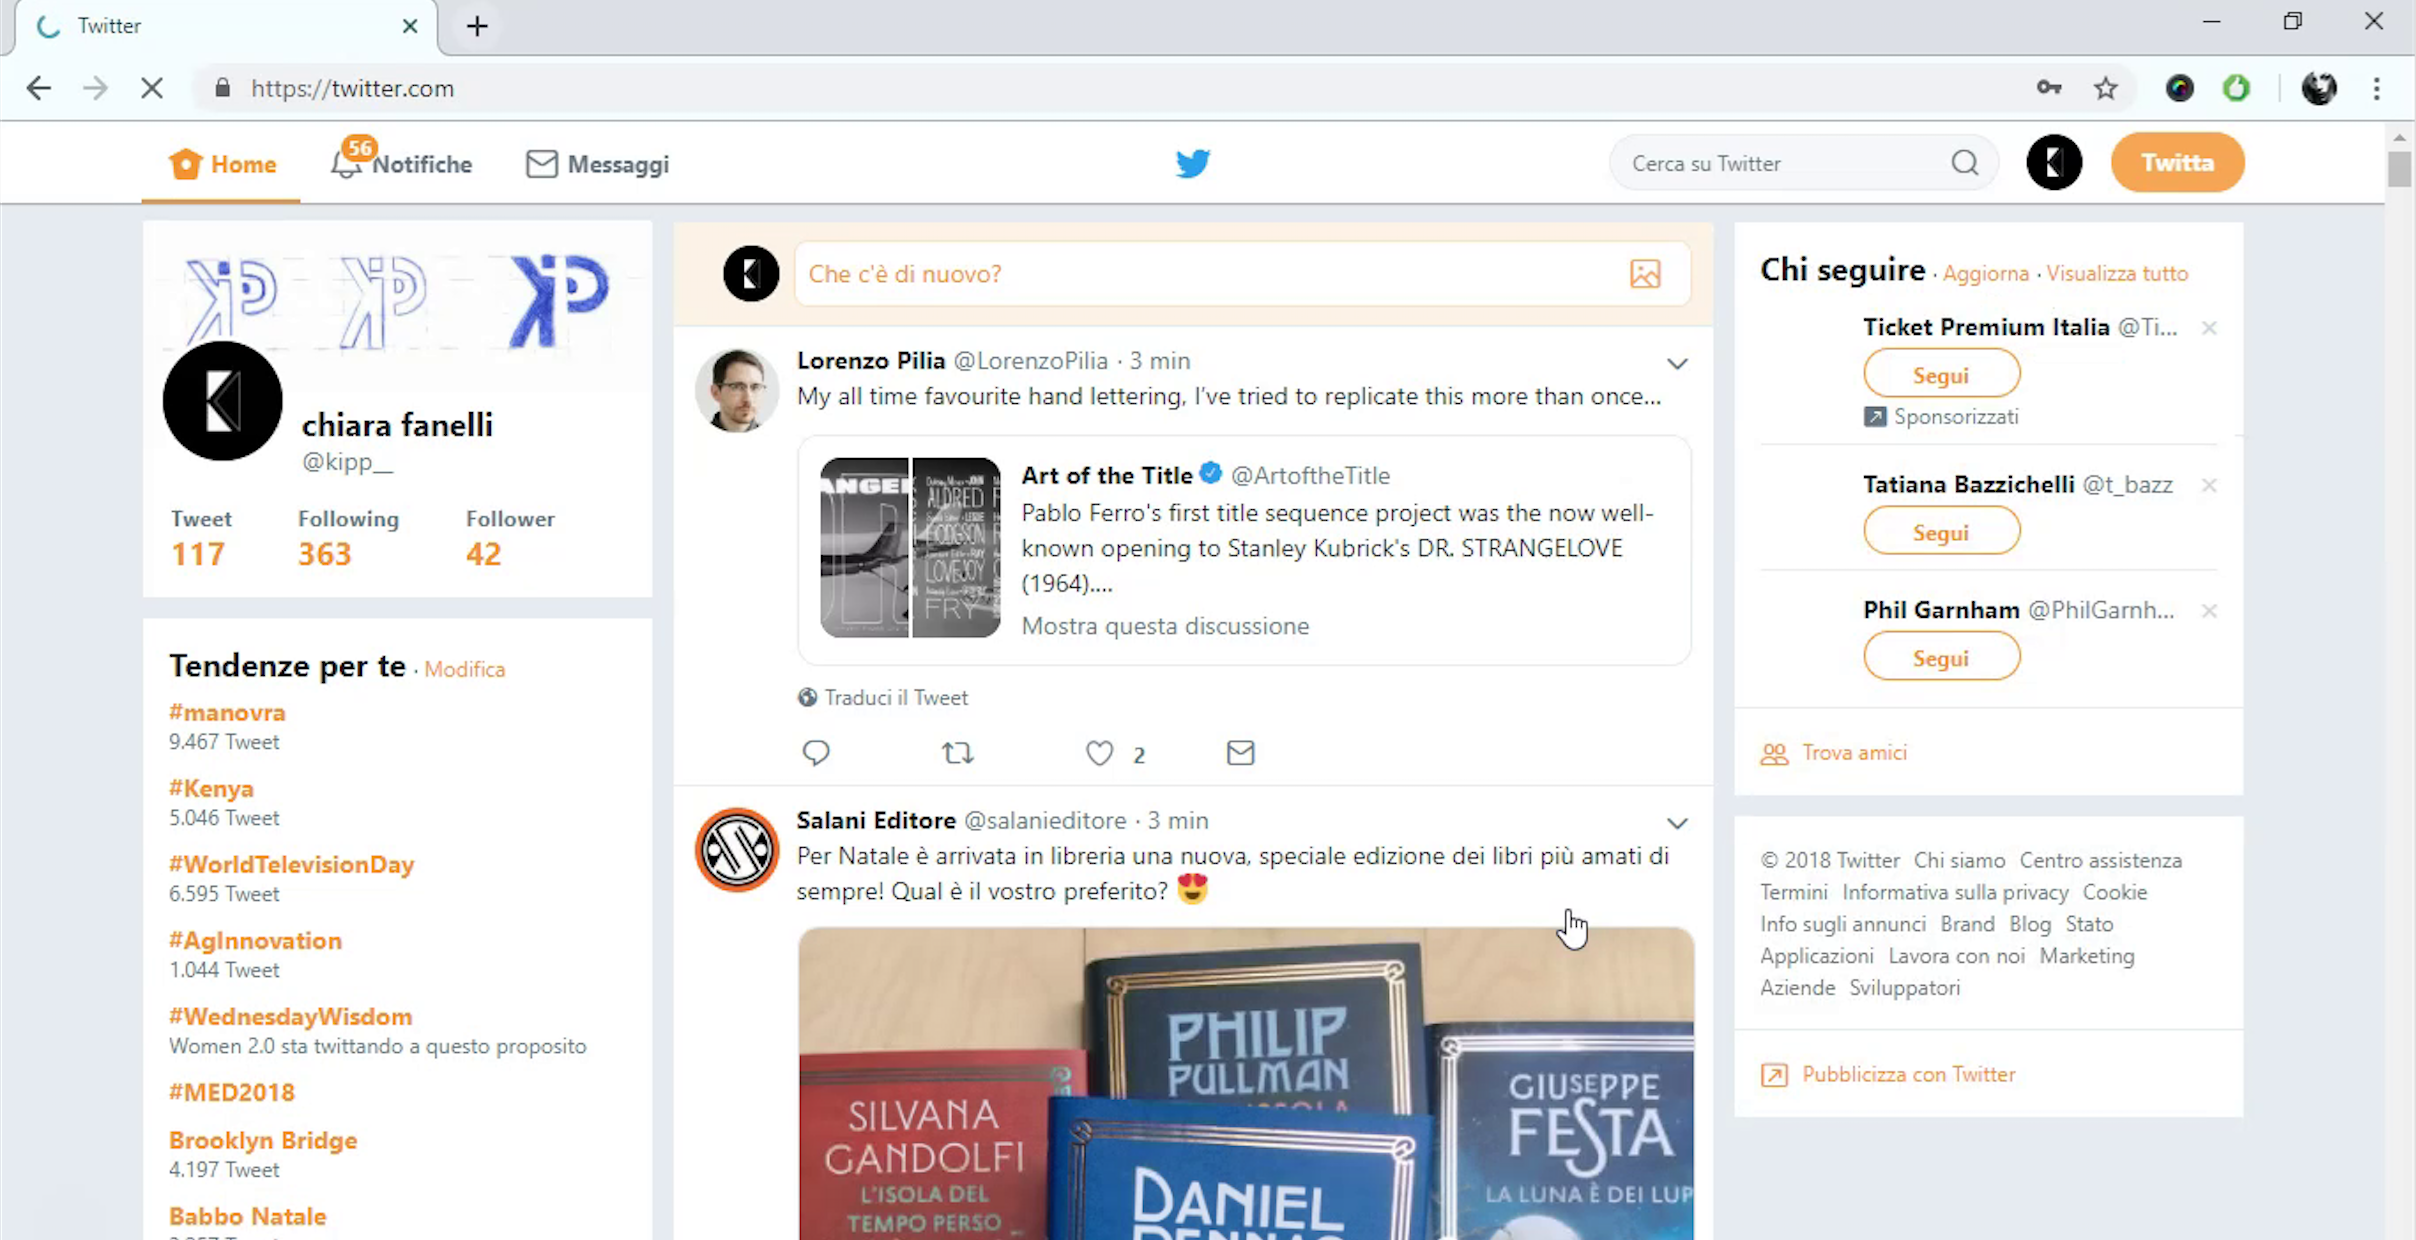 Twitter
https://twitter.com
Home
56
Notifiche
Messaggi
Cerca su Twitter
Twitta
chiara fanelli
@kipp__
Tweet Following Follower
117 363 42
Tendenze per te · Modifica
#manovra
9.467 Tweet
#Kenya
5.046 Tweet
#WorldTelevisionDay
6.595 Tweet
#AgInnovation
1.044 Tweet
#WednesdayWisdom
Women 2.0 sta twittando a questo proposito
#MED2018
Brooklyn Bridge
4.197 Tweet
Babbo Natale
Che c'è di nuovo?
Lorenzo Pilia @LorenzoPilia · 3 min
My all time favourite hand lettering, I've tried to replicate this more than once...
ALDRED
HODGSON
LOVEJOY
FRY
Art of the Title @ArtoftheTitle
Pablo Ferro's first title sequence project was the now well-
known opening to Stanley Kubrick's DR. STRANGELOVE
(1964)....
Mostra questa discussione
Traduci il Tweet
2
Salani Editore @salanieditore · 3 min
Per Natale è arrivata in libreria una nuova, speciale edizione dei libri più amati di
sempre! Qual è il vostro preferito? 😍
SILVANA
GANDOLFI
L'ISOLA DEL
TEMPO PERSO
PHILIP
PULLMAN
DANIEL
GIUSEPPE
FESTA
LA LUNA È DEI LUP
Chi seguire · Aggiorna · Visualizza tutto
Ticket Premium Italia @Ti...
Segui
Sponsorizzati
Tatiana Bazzichelli @t_bazz
Segui
Phil Garnham @PhilGarnh...
Segui
Trova amici
© 2018 Twitter Chi siamo Centro assistenza
Termini Informativa sulla privacy Cookie
Info sugli annunci Brand Blog Stato
Applicazioni Lavora con noi Marketing
Aziende Sviluppatori
Pubblicizza con Twitter